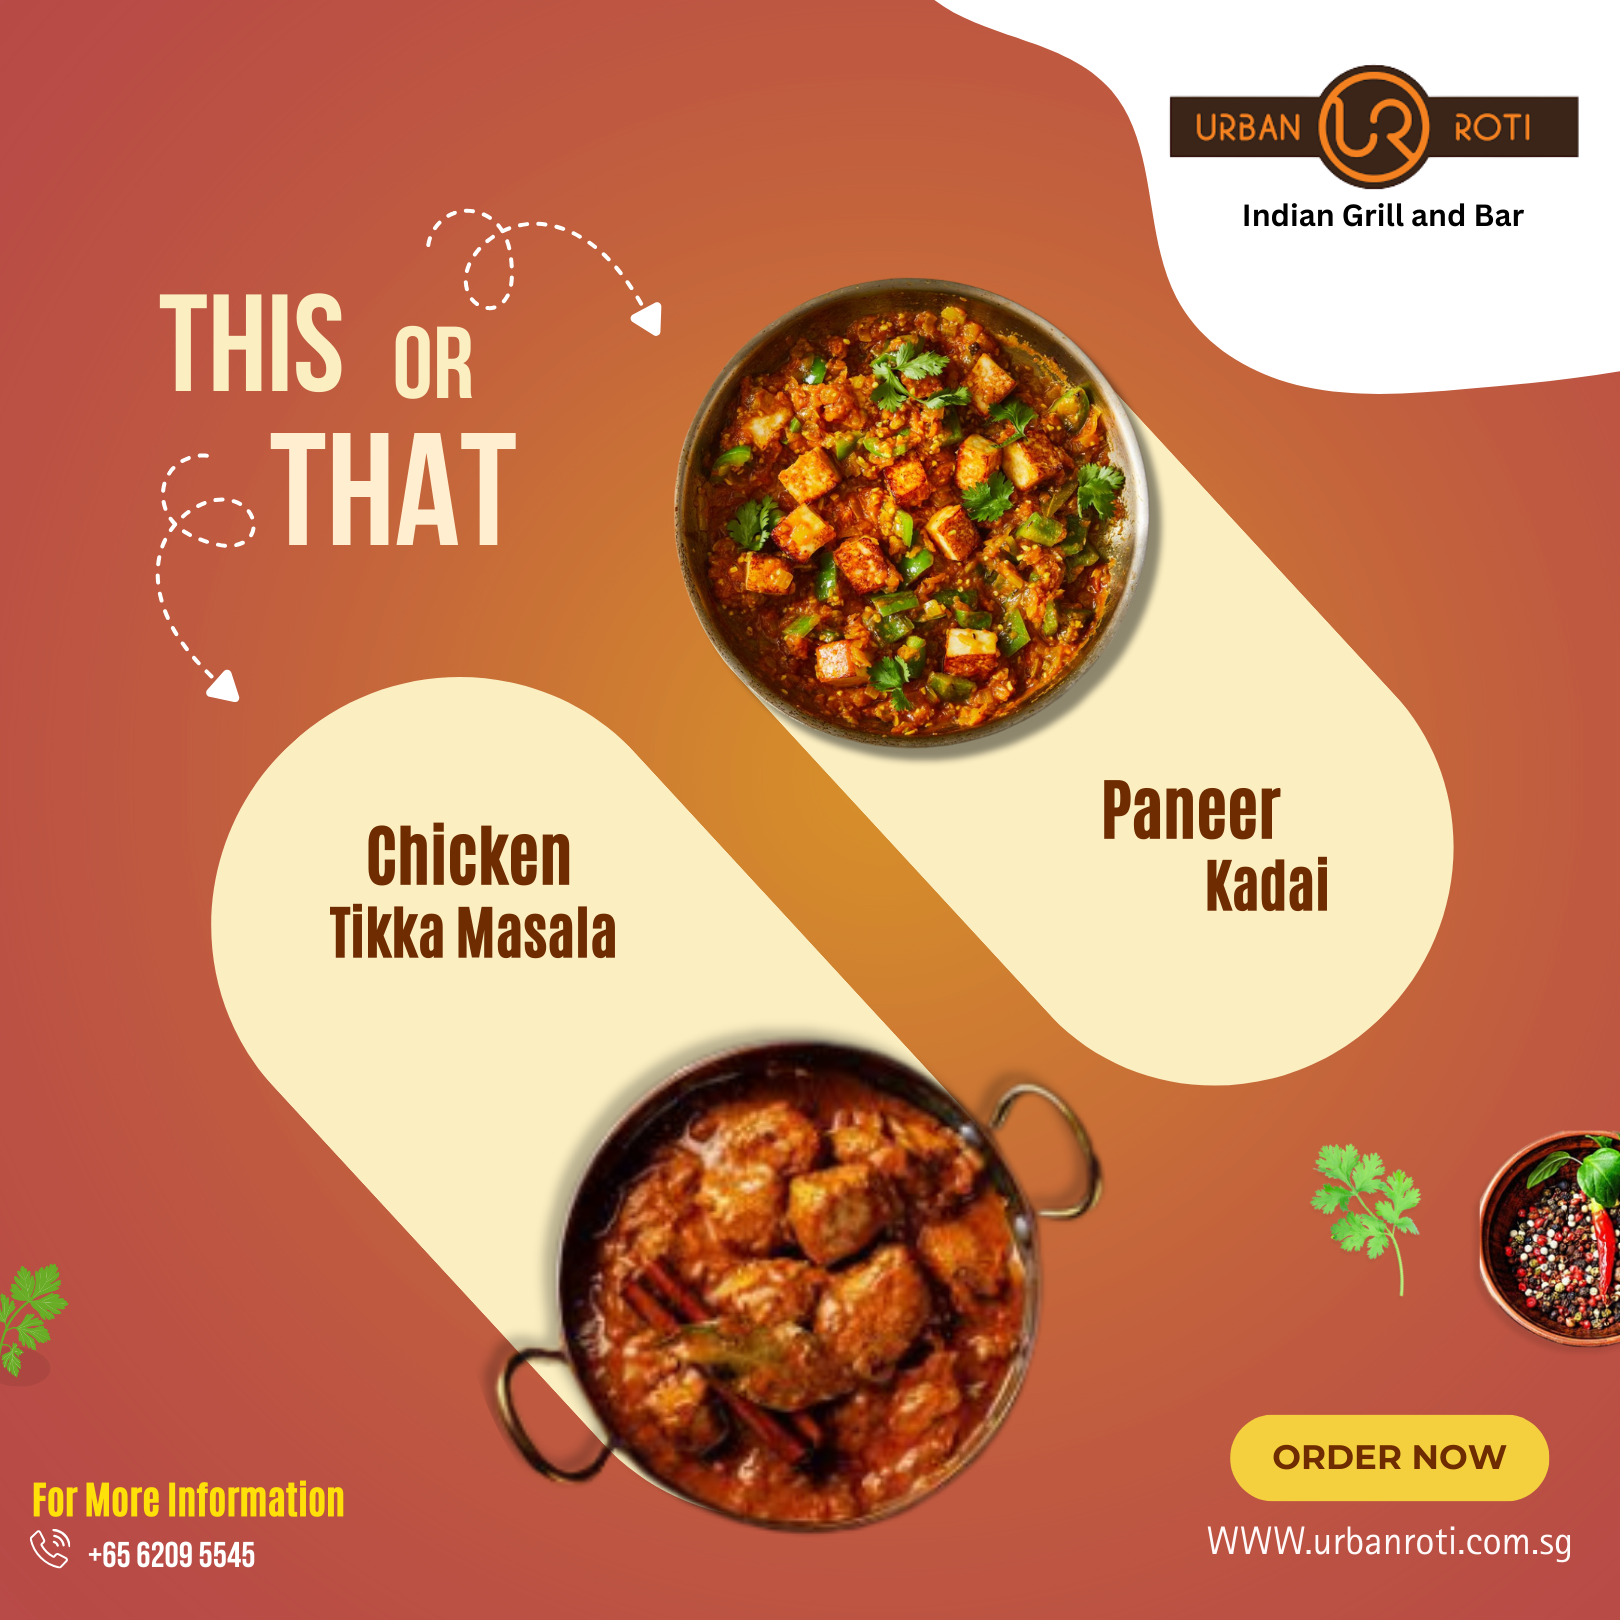 URBAN UR ROTI
Indian Grill and Bar
THIS OR
THAT
Paneer
Kadai
Chicken
Tikka Masala
For More Information
+65 6209 5545
ORDER NOW
WWW.urbanroti.com.sg